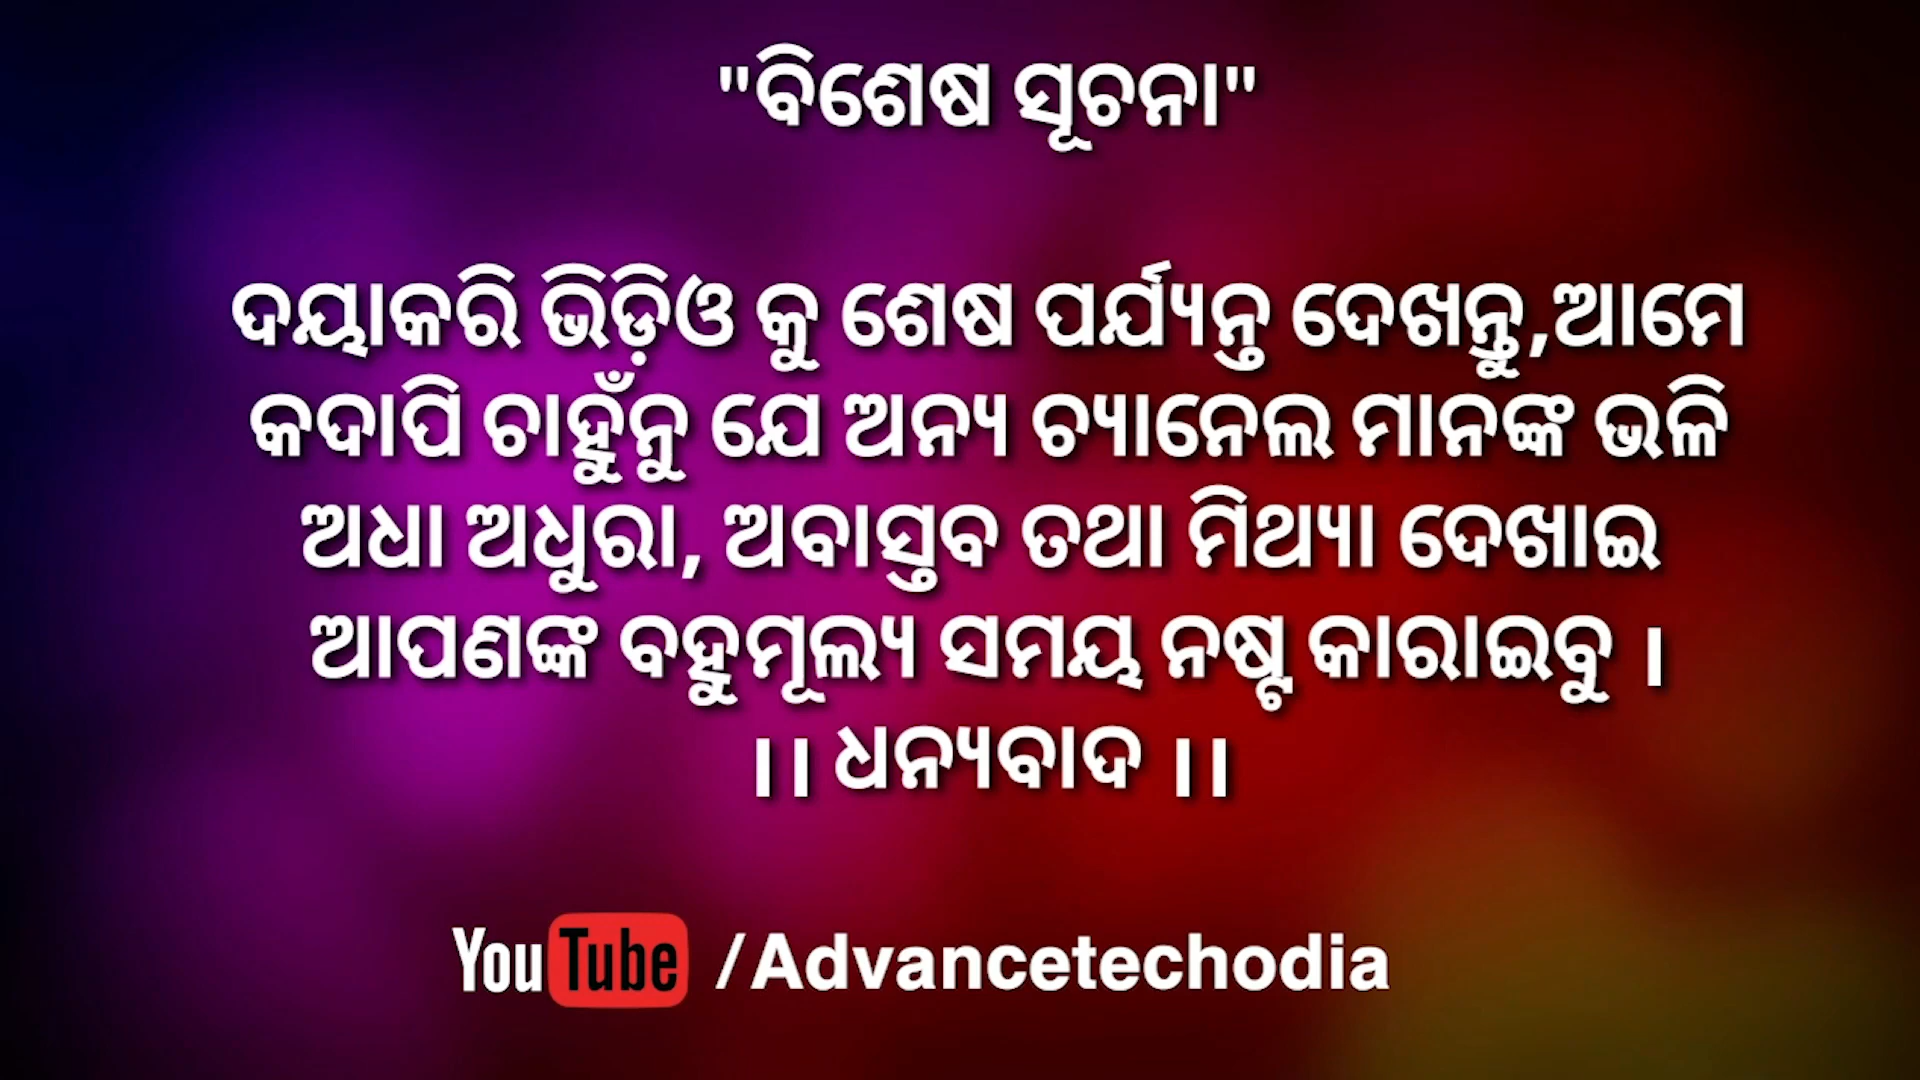 "ବିଶେଷ ସୂଚନା"
ଦୟାକରି ଭିଡ଼ିଓ କୁ ଶେଷ ପର୍ଯ୍ୟନ୍ତ ଦେଖନ୍ତୁ,ଆମେ
କଦାପି ଚାହୁଁନୁ ଯେ ଅନ୍ୟ ଚ୍ୟାନେଲ ମାନଙ୍କ ଭଳି
ଅଧା ଅଧୁରା, ଅବାସ୍ତବ ତଥା ମିଥ୍ୟା ଦେଖାଇ
ଆପଣଙ୍କ ବହୁମୂଲ୍ୟ ସମୟ ନଷ୍ଟ କାରାଇବୁ ।
।। ଧନ୍ୟବାଦ ।।
YouTube /Advancetechodia